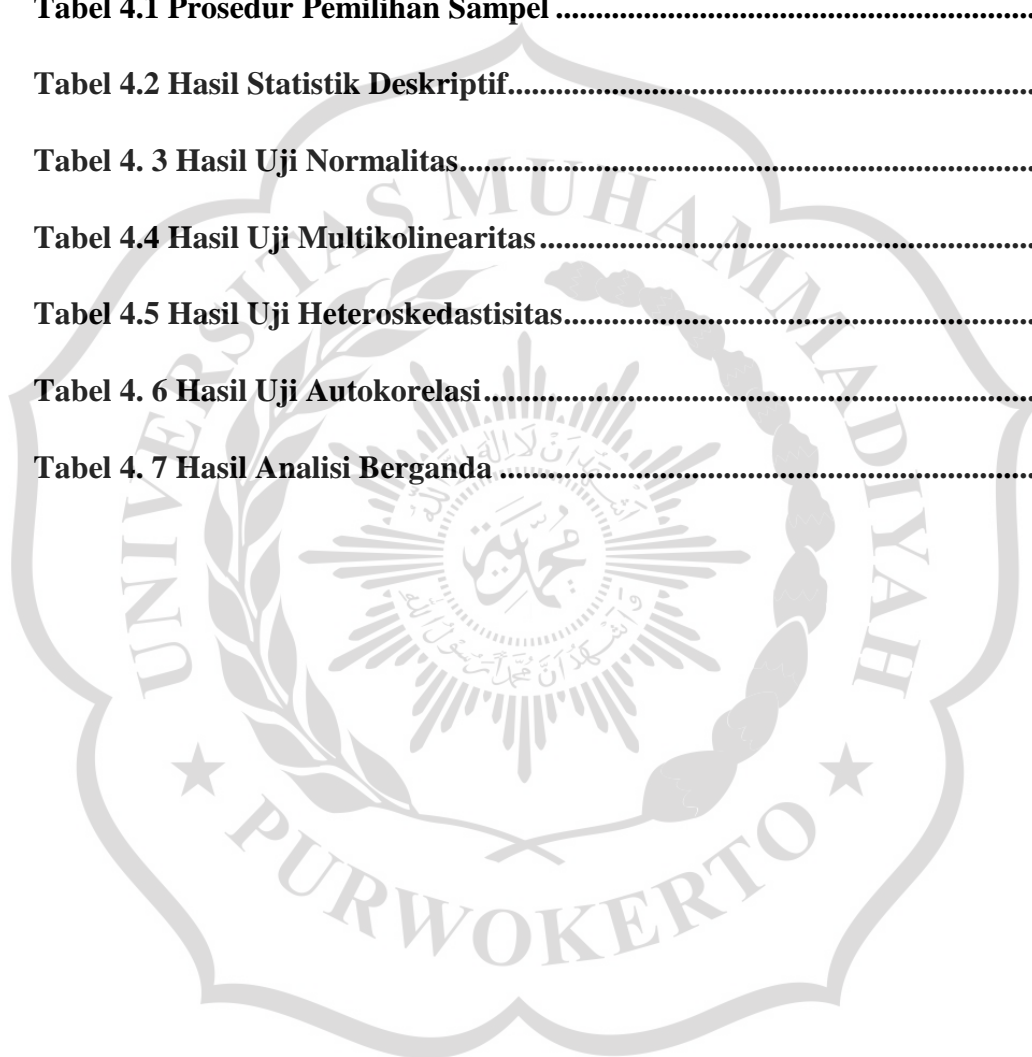 Tabel 4.1 Prosedur Pemilihan Sampel ........................................................................
Tabel 4.2 Hasil Statistik Deskriptif................................................................................
Tabel 4. 3 Hasil Uji Normalitas.......................................................................................
Tabel 4.4 Hasil Uji Multikolinearitas ..........................................................................
Tabel 4.5 Hasil Uji Heteroskedastisitas.......................................................................
Tabel 4. 6 Hasil Uji Autokorelasi...................................................................................
Tabel 4. 7 Hasil Analisi Berganda ................................................................................
UNIVERSITAS MUHAMMADIYAH
PURWOKERTO